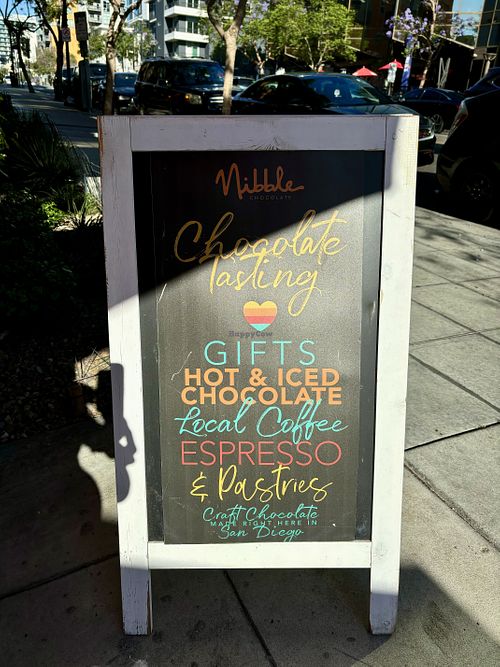 Nibble
CHOCOLATE
Chocolate
Tasting
HappyCow
GIFTS
HOT & ICED
CHOCOLATE
Local Coffee
ESPRESSO
& Pastries
Craft Chocolate
MADE RIGHT HERE IN
San Diego